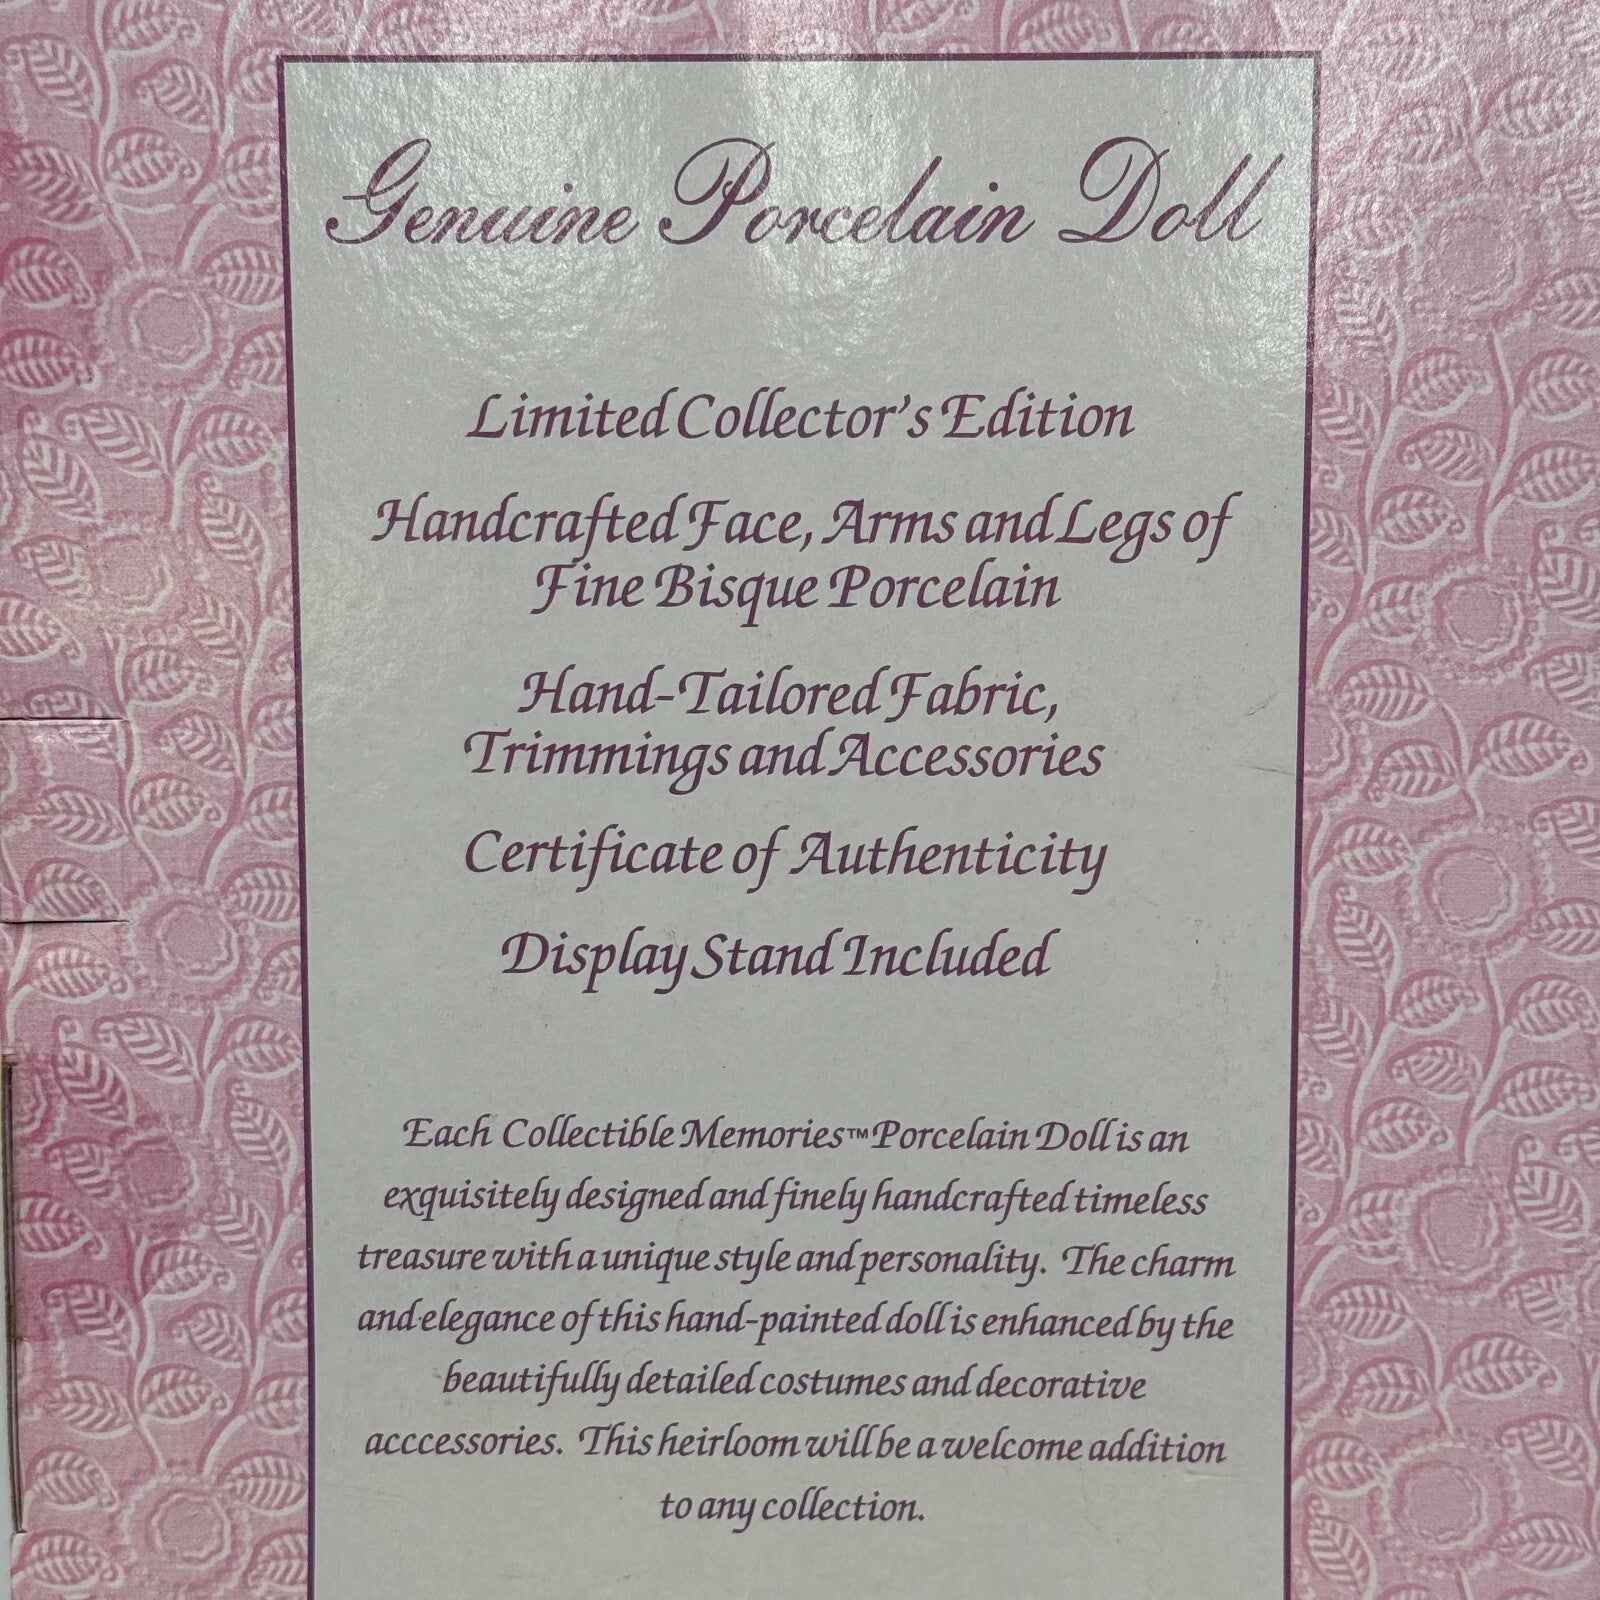 Genuine Porcelain Doll
Limited Collector's Edition
Handcrafted Face, Arms and Legs of
Fine Bisque Porcelain
Hand-Tailored Fabric,
Trimmings and Accessories
Certificate of Authenticity
Display Stand Included
Each Collectible Memories™ Porcelain Doll is an
exquisitely designed and finely handcrafted timeless
treasure with a unique style and personality. The charm
and elegance of this hand-painted doll is enhanced by the
beautifully detailed costumes and decorative
acccessories. This heirloom will be a welcome addition
to any collection.